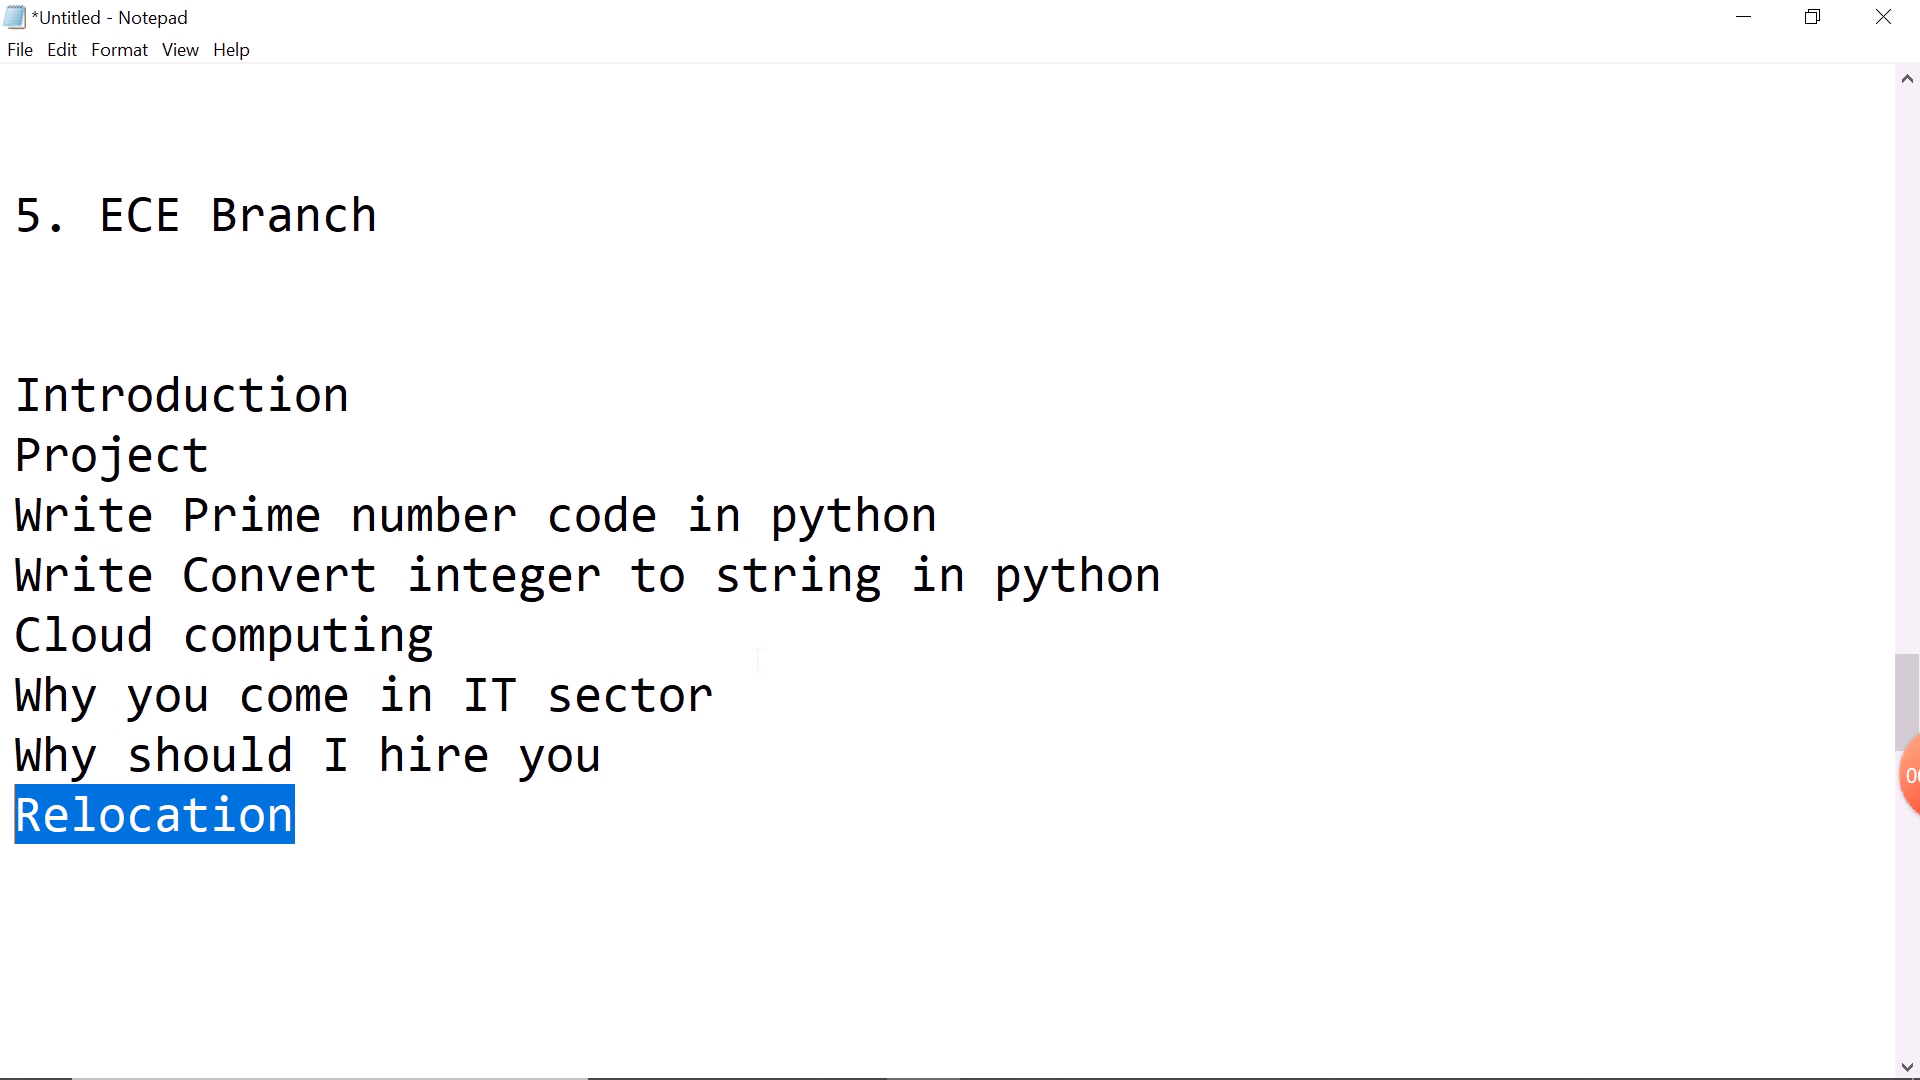 *Untitled - Notepad
File Edit Format View Help
5. ECE Branch
Introduction
Project
Write Prime number code in python
Write Convert integer to string in python
Cloud computing
Why you come in IT sector
Why should I hire you
Relocation